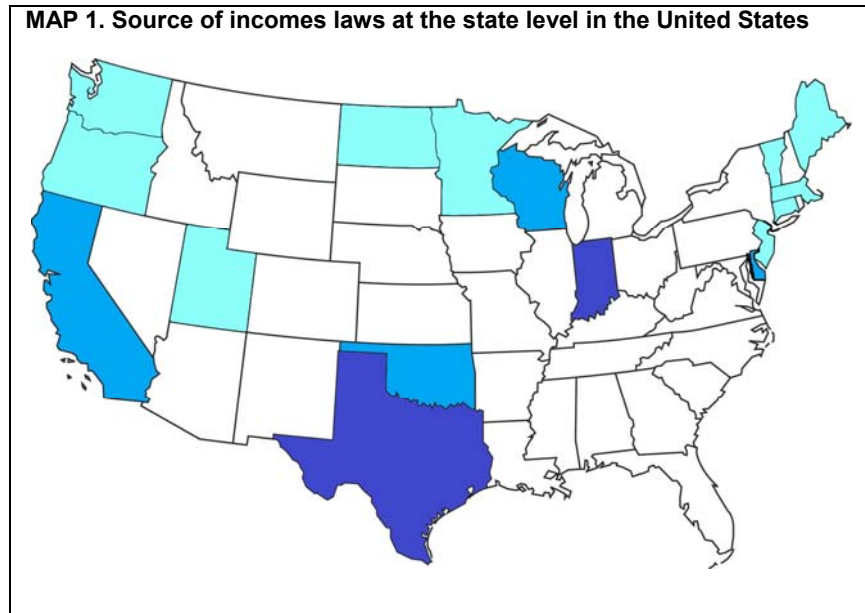 MAP 1. Source of incomes laws at the state level in the United States